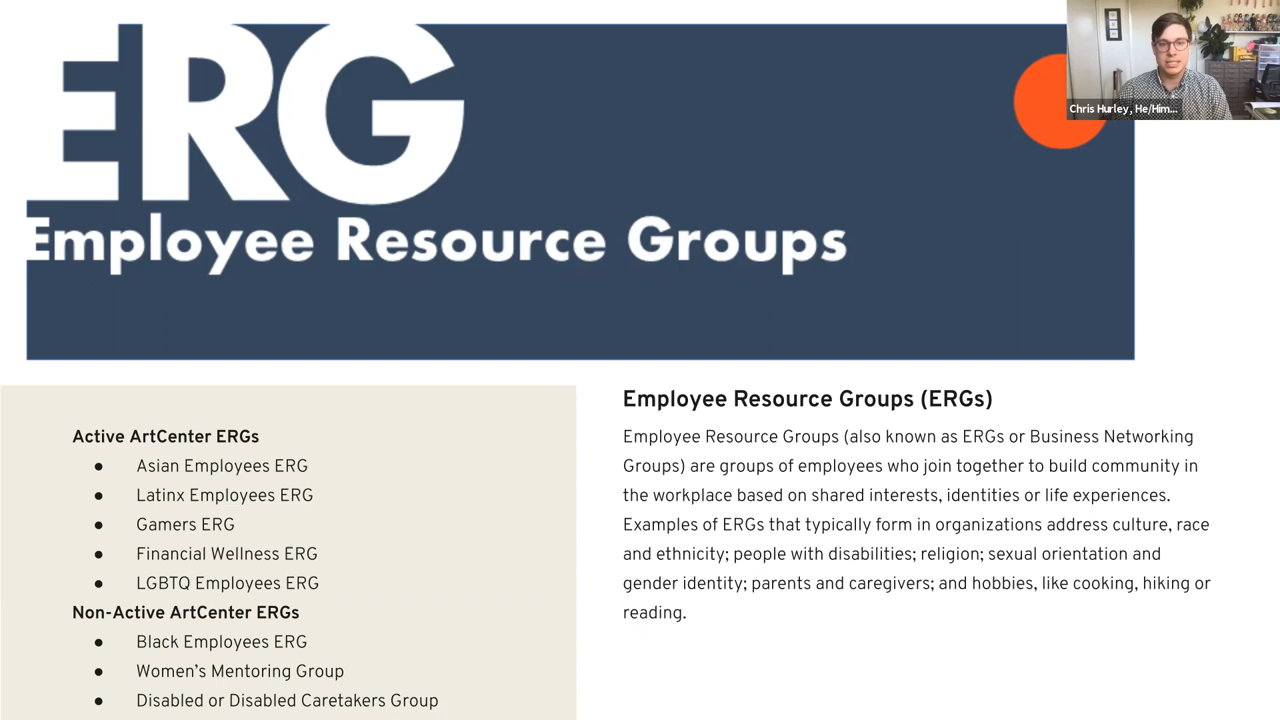 ERG
Employee Resource Groups
Chris Hurley, He/Him...
Active ArtCenter ERGs
● Asian Employees ERG
● Latinx Employees ERG
● Gamers ERG
● Financial Wellness ERG
● LGBTQ Employees ERG
Non-Active ArtCenter ERGs
● Black Employees ERG
● Women's Mentoring Group
● Disabled or Disabled Caretakers Group
Employee Resource Groups (ERGs)
Employee Resource Groups (also known as ERGs or Business Networking
Groups) are groups of employees who join together to build community in
the workplace based on shared interests, identities or life experiences.
Examples of ERGs that typically form in organizations address culture, race
and ethnicity; people with disabilities; religion; sexual orientation and
gender identity; parents and caregivers; and hobbies, like cooking, hiking or
reading.